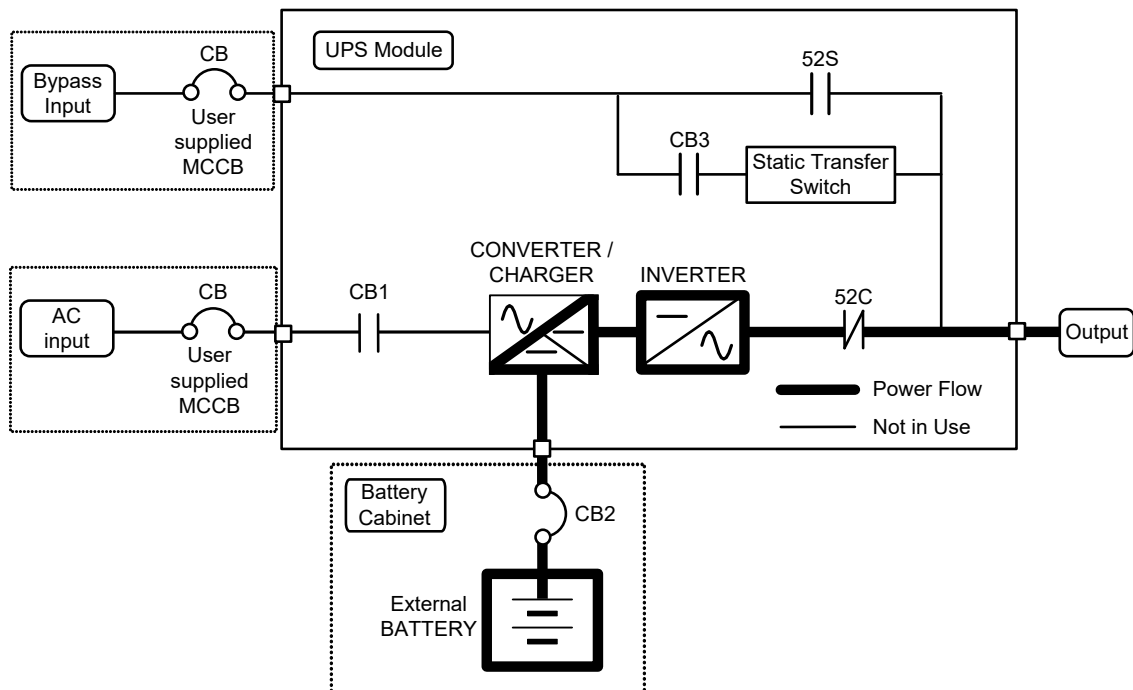 UPS Module
Bypass
Input
CB
User
supplied
MCCB
52S
CB3
Static Transfer
Switch
AC
input
CB
User
supplied
MCCB
CB1
CONVERTER /
CHARGER
INVERTER
52C
Output
Power Flow
Not in Use
Battery
Cabinet
CB2
External
BATTERY